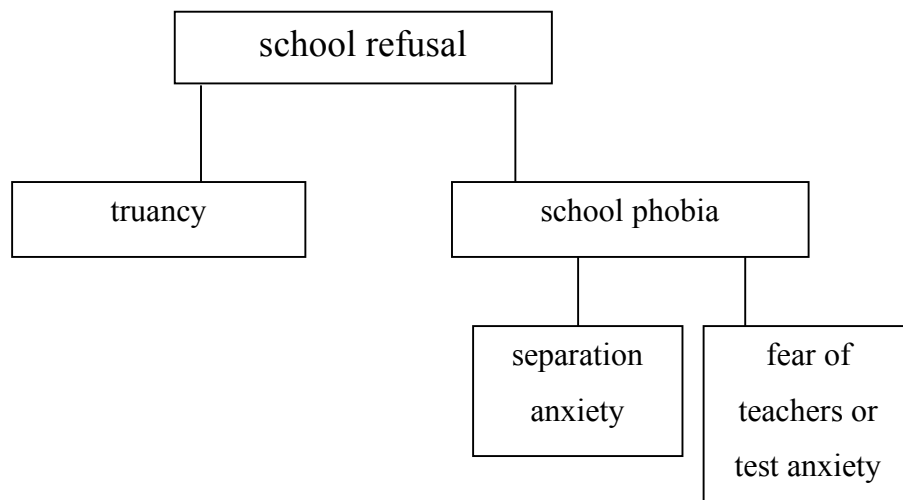 school refusal
truancy
school phobia
separation
anxiety
fear of
teachers or
test anxiety